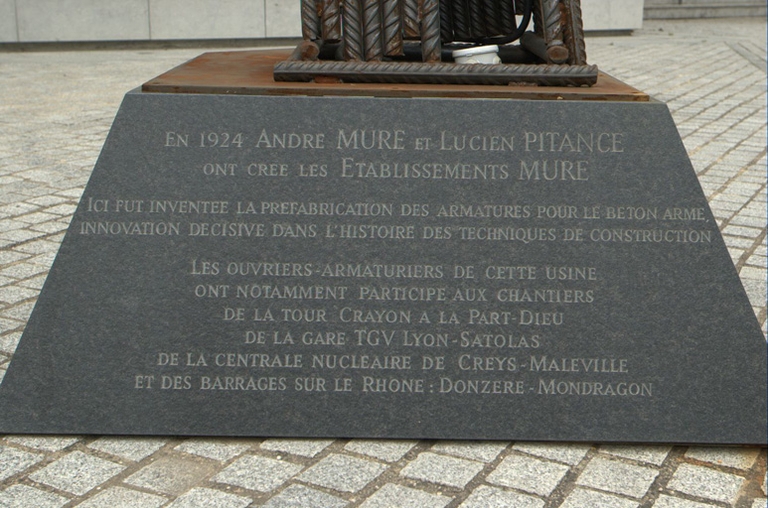 En 1924 Andre MURE et Lucien PITANCE
ont cree les Etablissements MURE
Ici fut inventee la prefabrication des armatures pour le beton arme,
innovation decisive dans l'histoire des techniques de construction
Les ouvriers-armaturiers de cette usine
ont notamment participe aux chantiers
de la tour Crayon a la Part-Dieu
de la gare TGV Lyon-Satolas
de la centrale nucleaire de Creys-Maleville
et des barrages sur le Rhone : Donzere-Mondragon